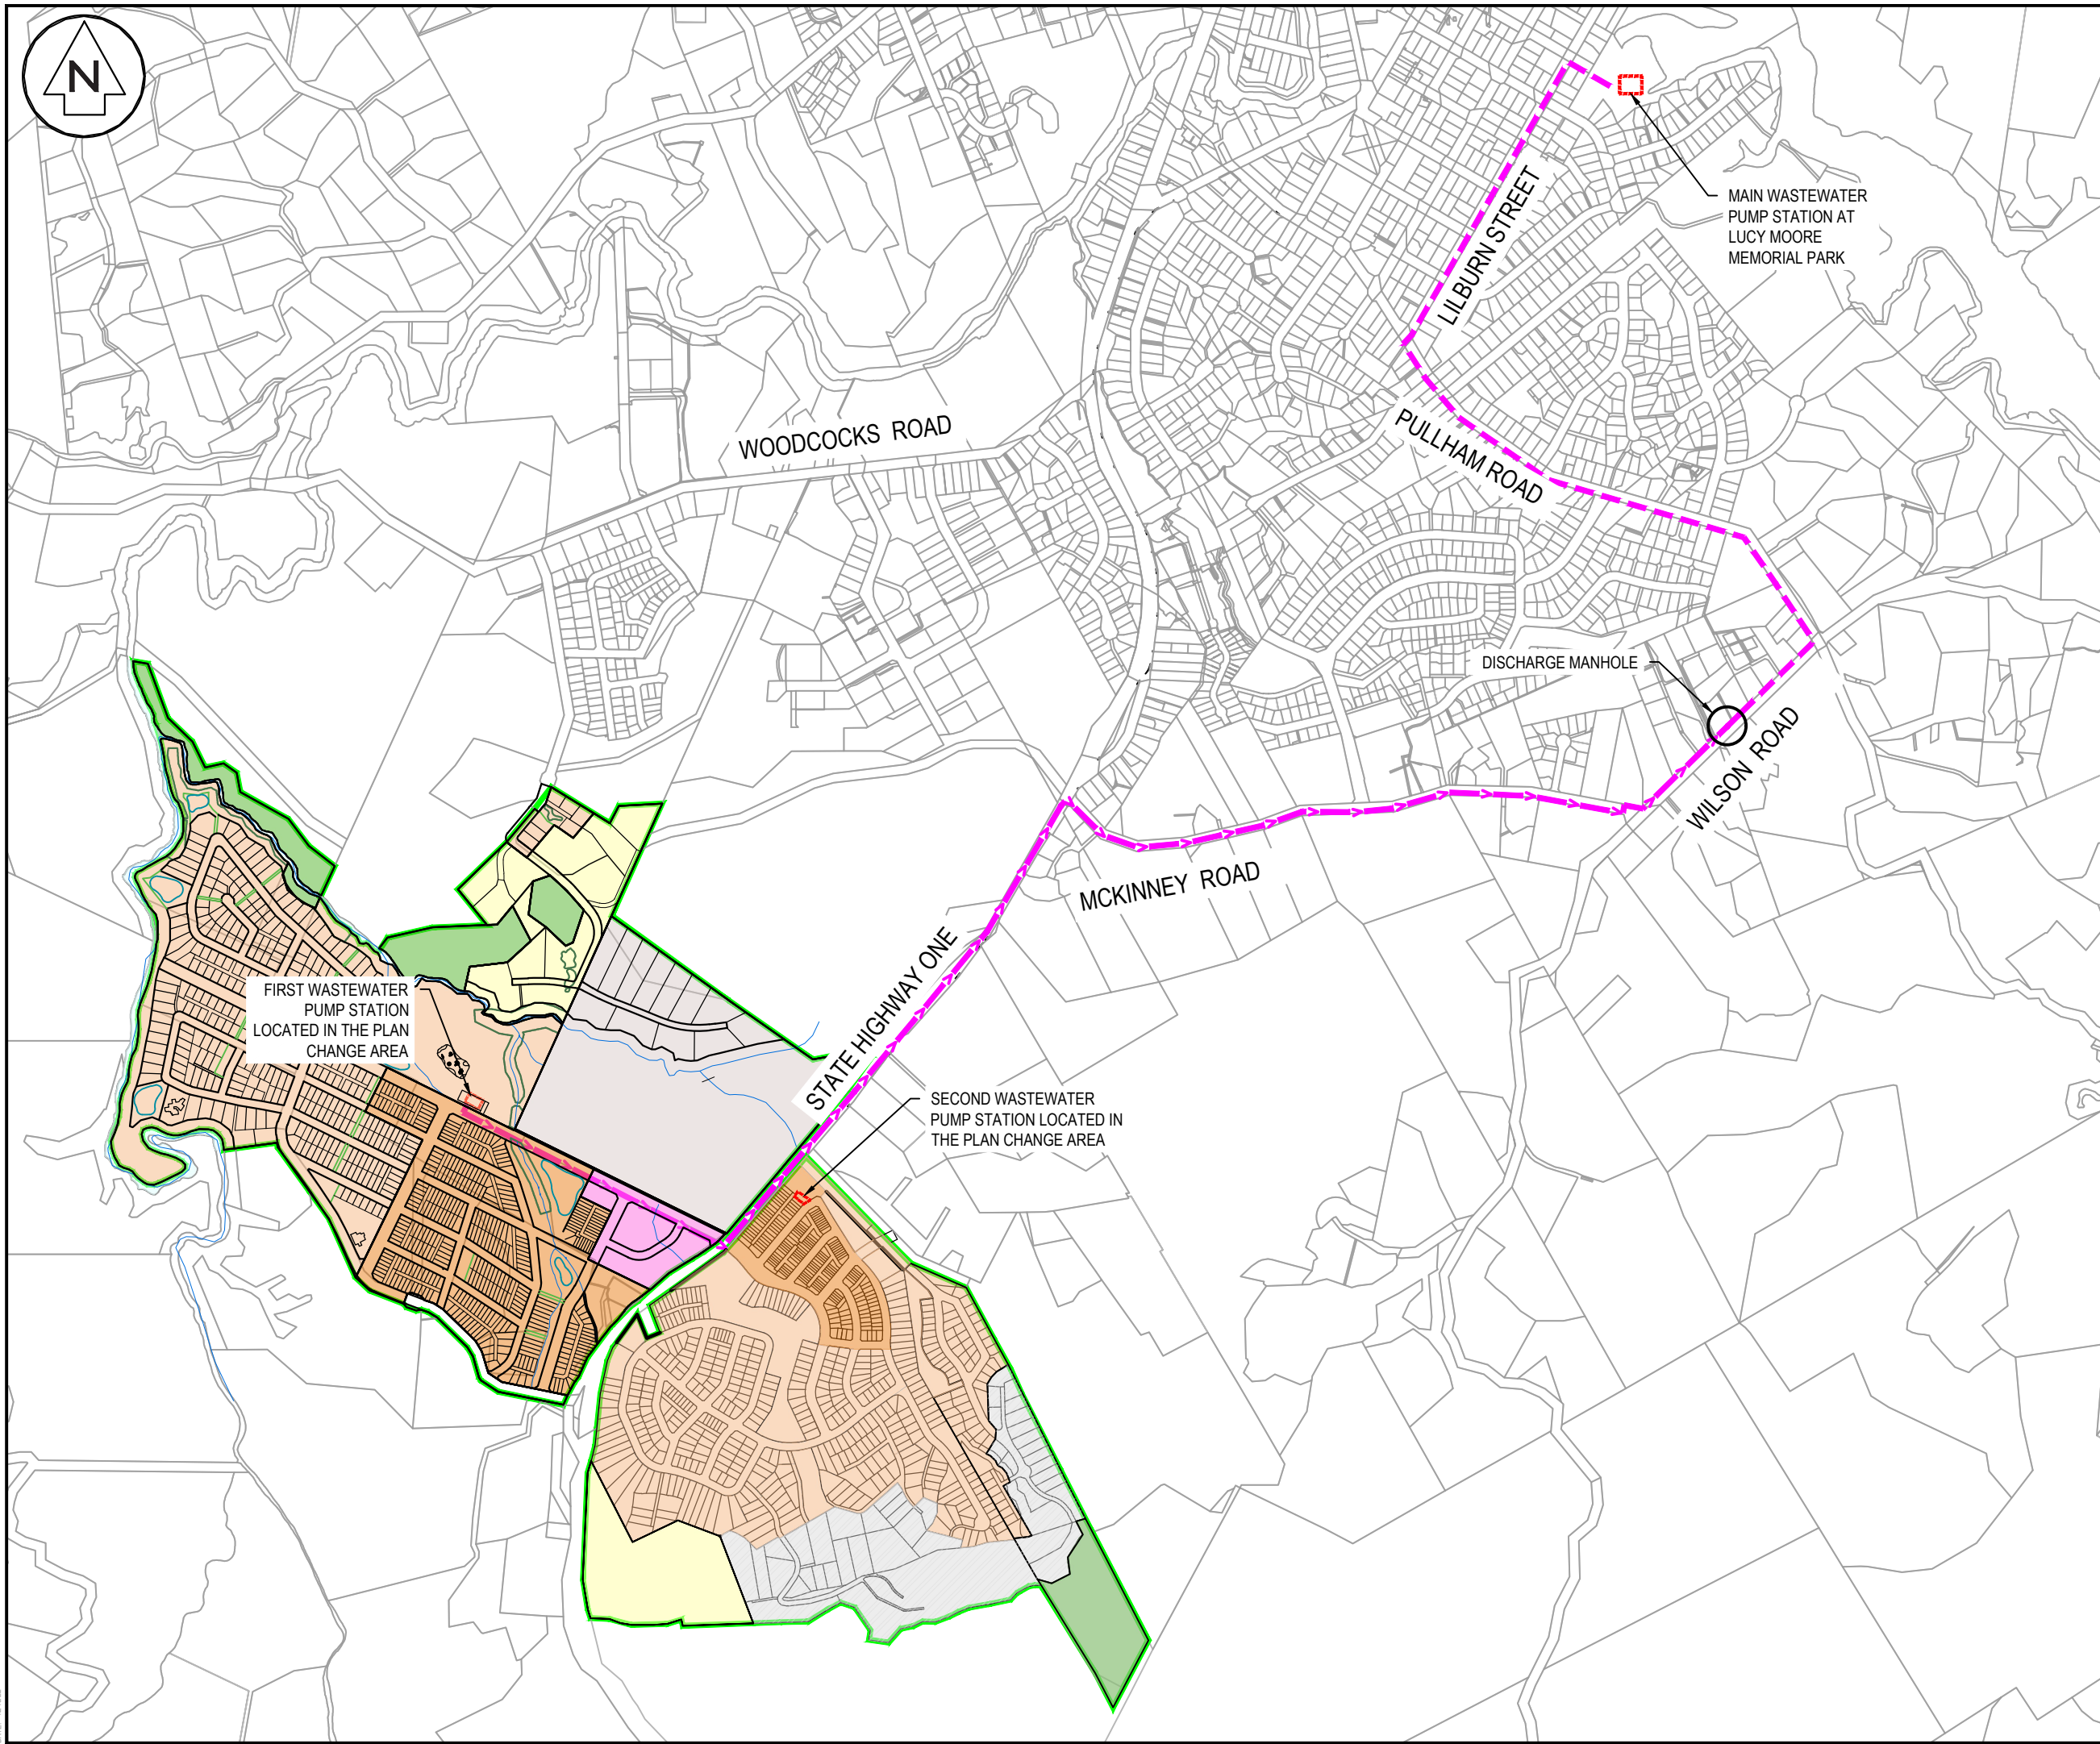 N
MAIN WASTEWATER
PUMP STATION AT
LUCY MOORE
MEMORIAL PARK
LILBURN STREET
WOODCOCKS ROAD
PULLHAM ROAD
DISCHARGE MANHOLE
WILSON ROAD
MCKINNEY ROAD
STATE HIGHWAY ONE
FIRST WASTEWATER
PUMP STATION
LOCATED IN THE PLAN
CHANGE AREA
SECOND WASTEWATER
PUMP STATION LOCATED IN
THE PLAN CHANGE AREA